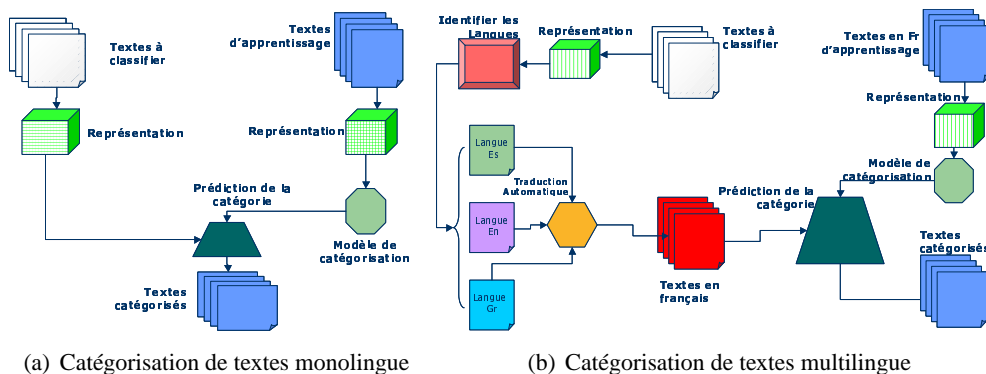 Textes à
classifier
Textes
d'apprentissage
Représentation
Représentation
Prédiction de la
catégorie
Modèle de
catégorisation
Textes
catégorisés
(a) Catégorisation de textes monolingue
Identifier les
Langues
Représentation
Textes à
classifier
Textes en Fr
d'apprentissage
Représentation
Langue
Es
Traduction
Automatique
Langue
En
Langue
Gr
Textes en
français
Prédiction de la
catégorie
Modèle de
catégorisation
Textes
catégorisés
(b) Catégorisation de textes multilingue